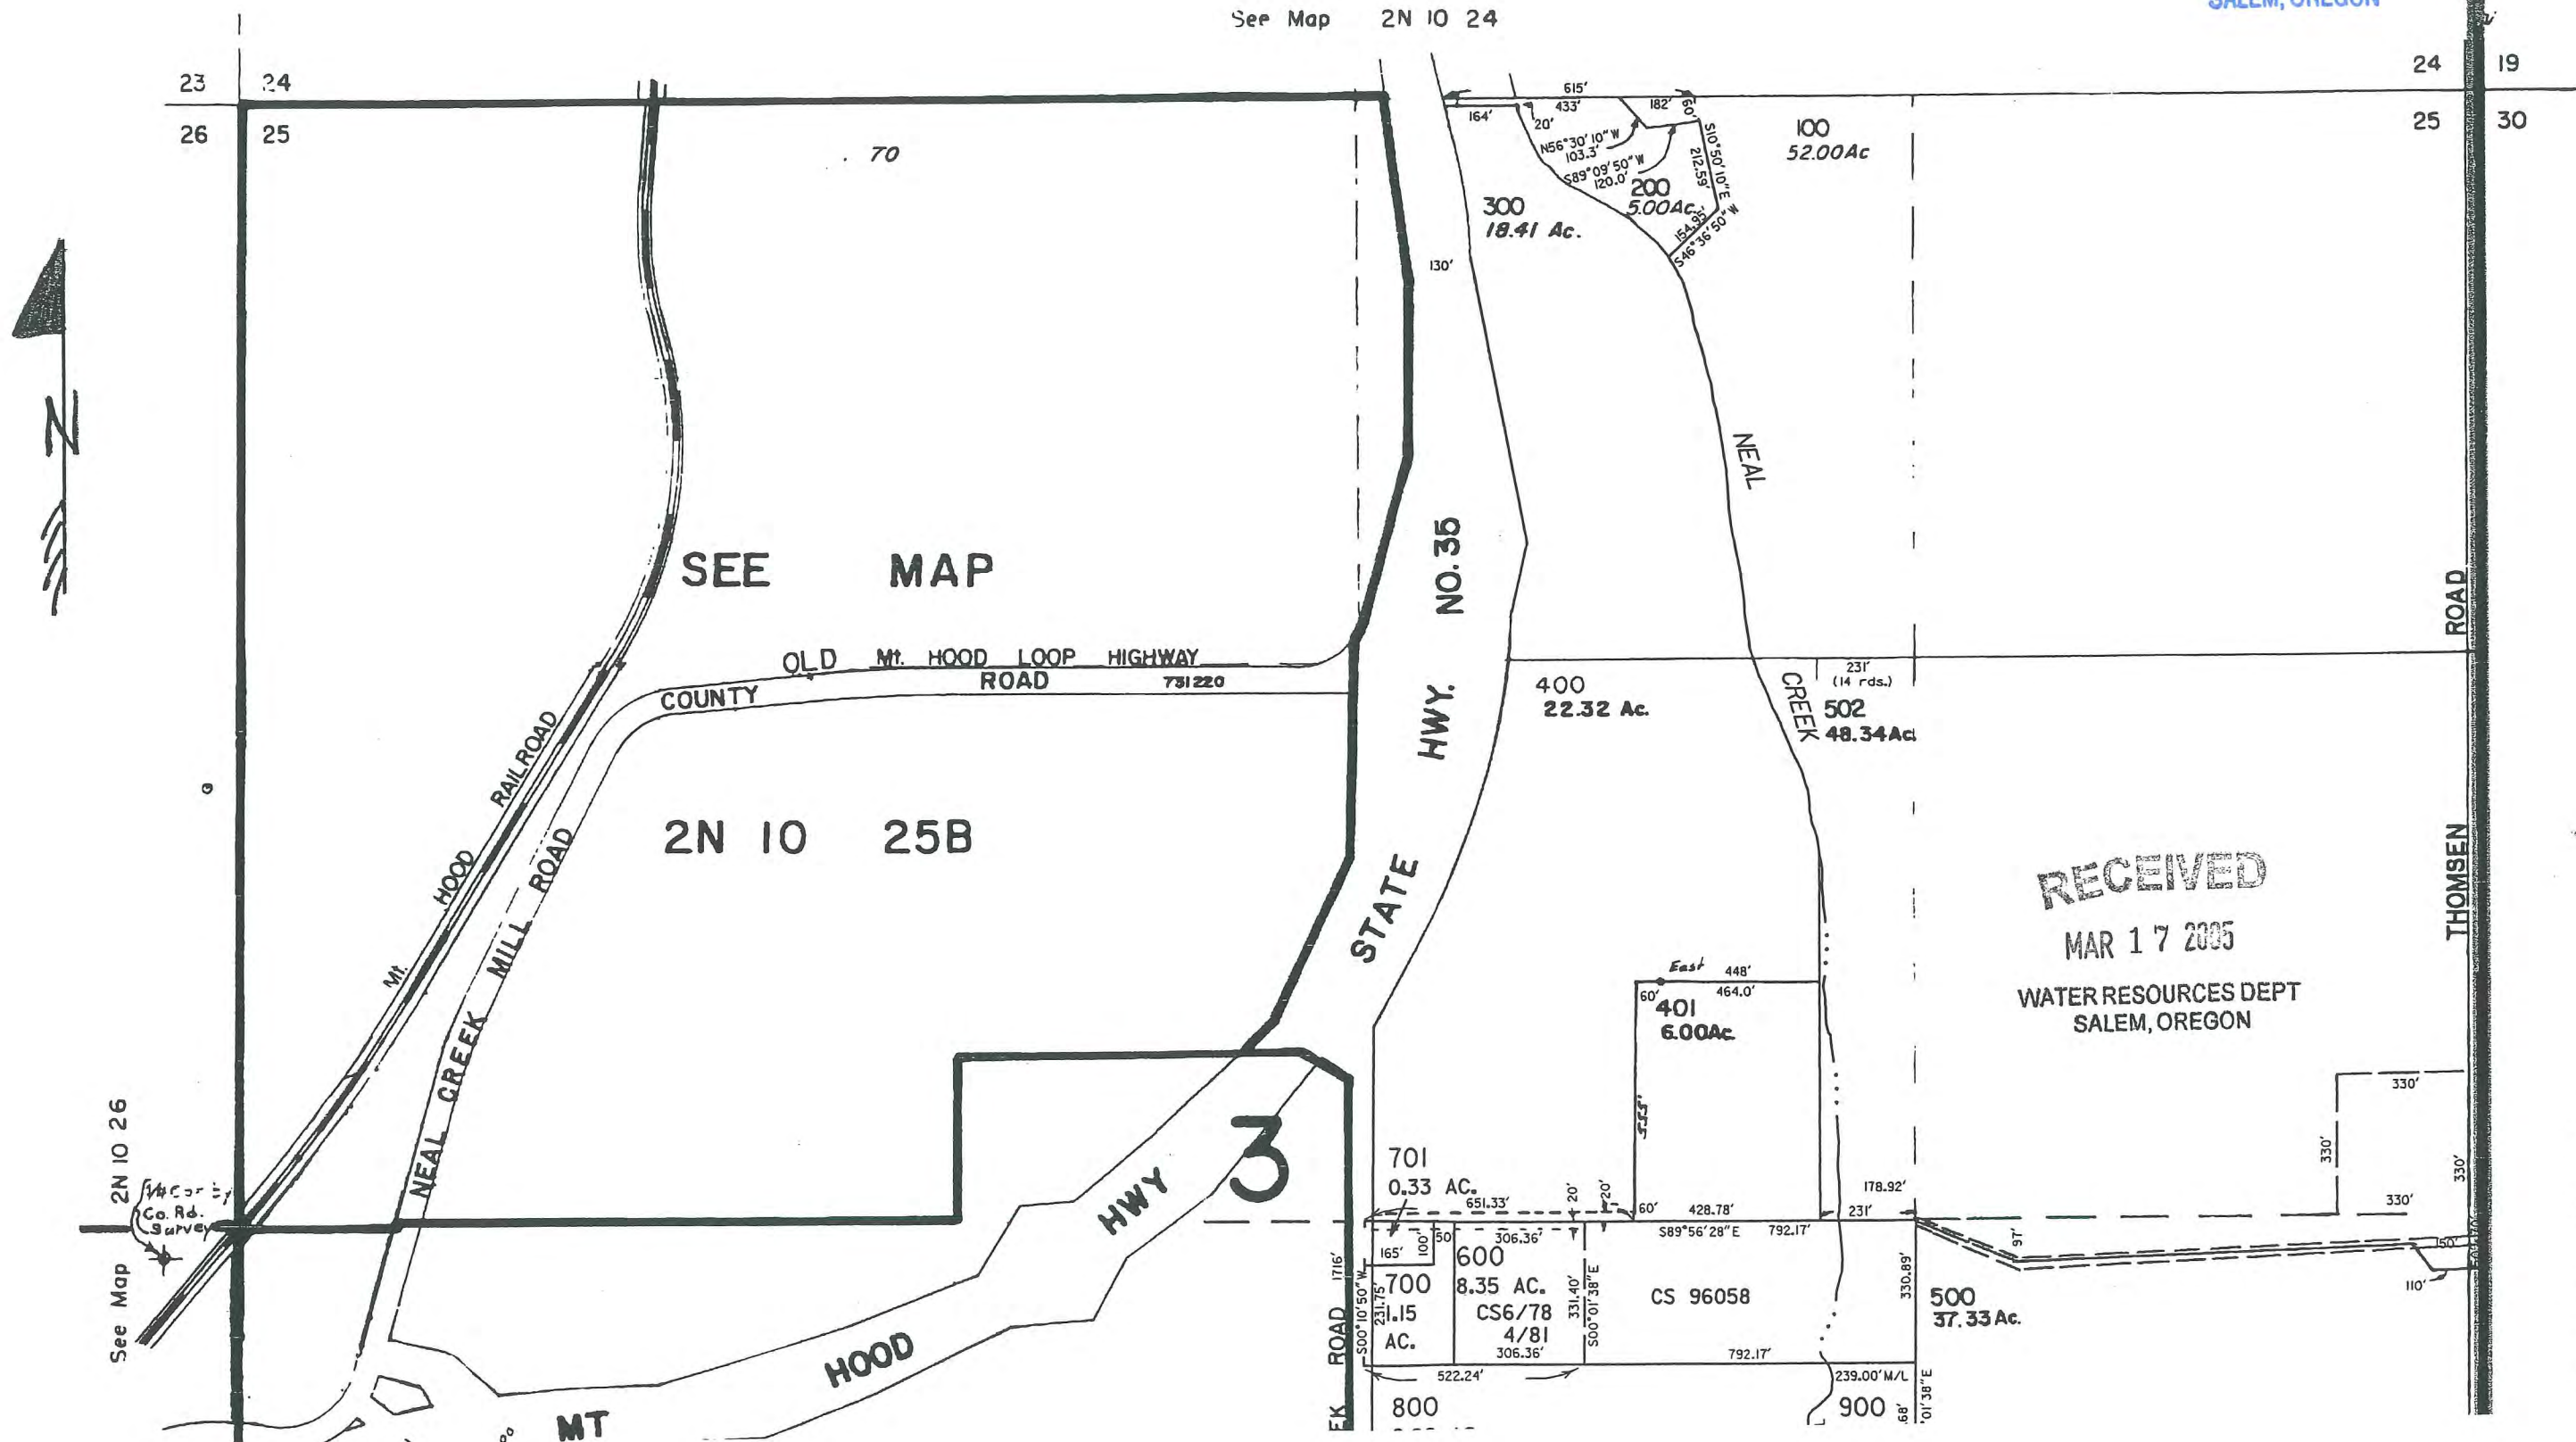 SALEM, OREGON
See Map 2N 10 24
23 24
26 25
24 19
25 30
70
615'
433'
182'
60'
164'
20'
N56°30'10"W
103.3'
S89°09'50"W
120.0'
S10°50'10"E
212.59'
154.95'
S46°36'50"W
100
52.00Ac
200
5.00Ac.
300
18.41 Ac.
130'
N
NEAL
CREEK
SEE MAP
2N 10 25B
OLD Mt. HOOD LOOP HIGHWAY
COUNTY ROAD 731220
Mt. HOOD RAILROAD
NEAL CREEK MILL ROAD
STATE HWY. NO. 35
THOMSEN ROAD
400
22.32 Ac.
231'
(14 rds.)
502
48.34Ac.
RECEIVED
MAR 17 2005
WATER RESOURCES DEPT
SALEM, OREGON
East 448'
464.0'
60'
401
6.00Ac.
555'
60'
428.78'
231'
178.92'
330'
330'
330'
330'
See Map 2N 10 26
Co. Rd.
Survey
3
MT HOOD HWY
701
0.33 AC.
651.33'
20'
20'
165'
100'
50'
306.36'
S89°56'28"E 792.17'
1716'
S00°10'50"W
231.75'
700
1.15
AC.
600
8.35 AC.
CS6/78
4/81
306.36'
331.40'
S00°01'38"E
CS 96058
330.89'
792.17'
500
37.33 Ac.
97'
50'
110'
522.24'
239.00' M/L
800
900
EK ROAD
.68'
°01'38"E